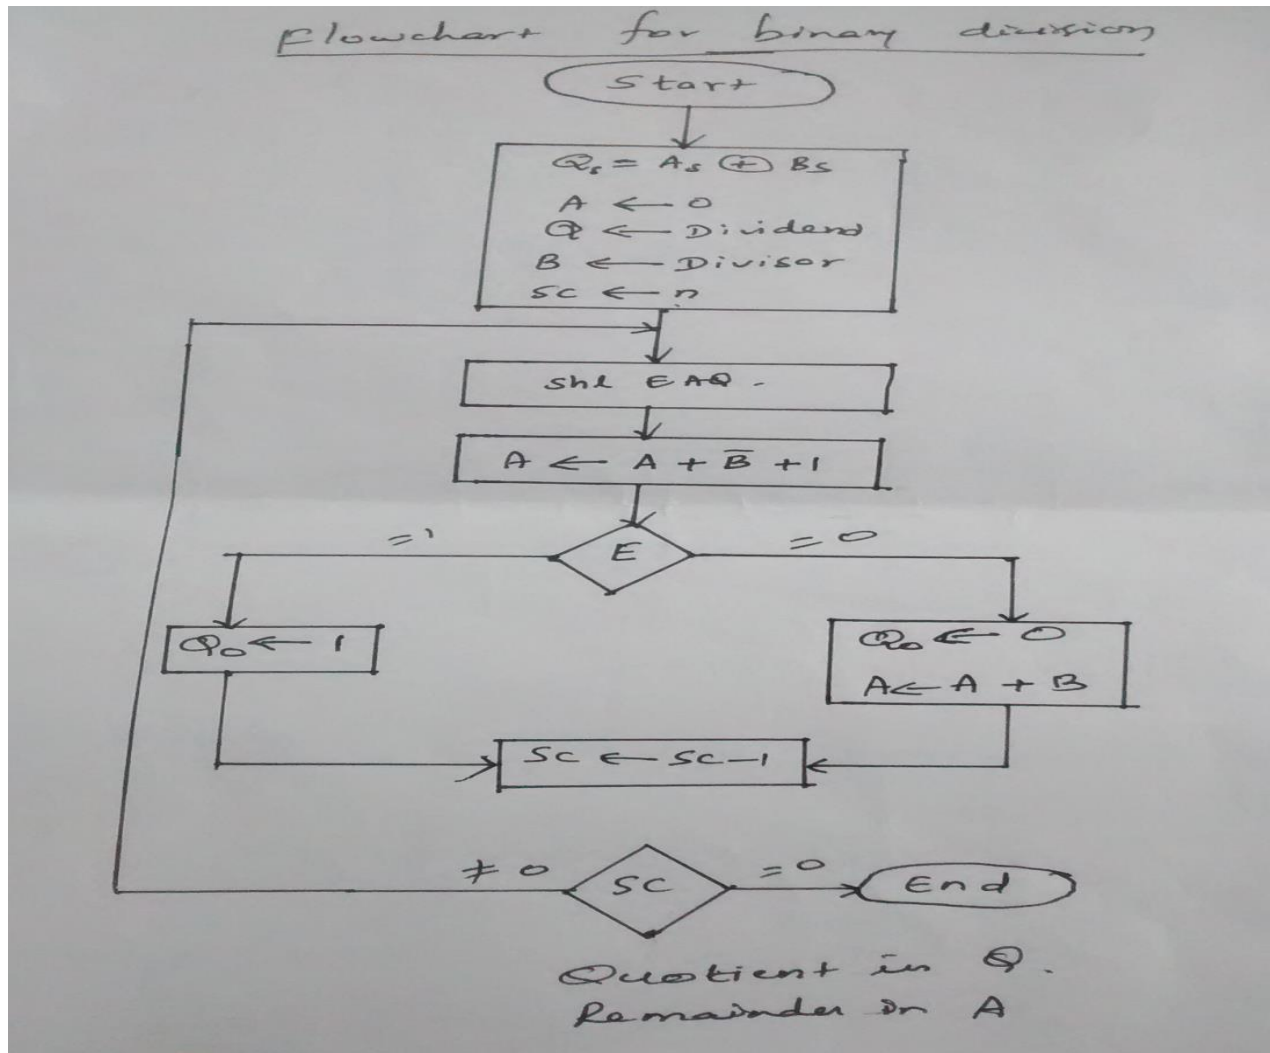 Flowchart for binary division
Start
Qs = As ⊕ Bs
A ← 0
Q ← Dividend
B ← Divisor
SC ← n
Shl EAQ.
A ← A + B̅ + 1
= 1
E
= 0
Q₀ ← 1
Q₀ ← 0
A ← A + B
SC ← SC-1
≠ 0
SC
= 0
End
Quotient in Q.
Remainder in A